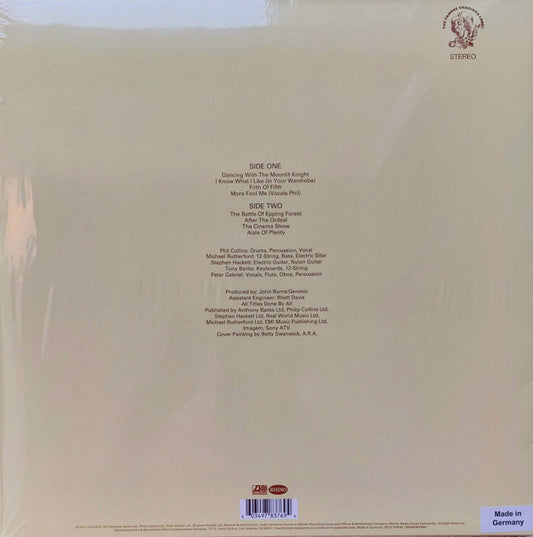 THE FAMOUS CHARISMA LABEL
STEREO
SIDE ONE
Dancing With The Moonlit Knight
I Know What I Like (In Your Wardrobe)
Firth Of Fifth
More Fool Me (Vocals Phil)
SIDE TWO
The Battle Of Epping Forest
After The Ordeal
The Cinema Show
Aisle Of Plenty
Phil Collins: Drums, Percussion, Vocal
Michael Rutherford: 12-String, Bass, Electric Sitar
Stephen Hackett: Electric Guitar, Nylon Guitar
Tony Banks: Keyboards, 12-String
Peter Gabriel: Vocals, Flute, Oboe, Percussion
Produced by: John Burns/Genesis
Assistant Engineer: Rhett Davis
All Titles Done By All
Published by Anthony Banks Ltd, Philip Collins Ltd,
Stephen Hackett Ltd, Real World Music Ltd,
Michael Rutherford Ltd, EMI Music Publishing Ltd,
Imagem, Sony ATV.
Cover Painting by Betty Swanwick, A.R.A.
RHINO
6 03497 83769 4
Made in
Germany